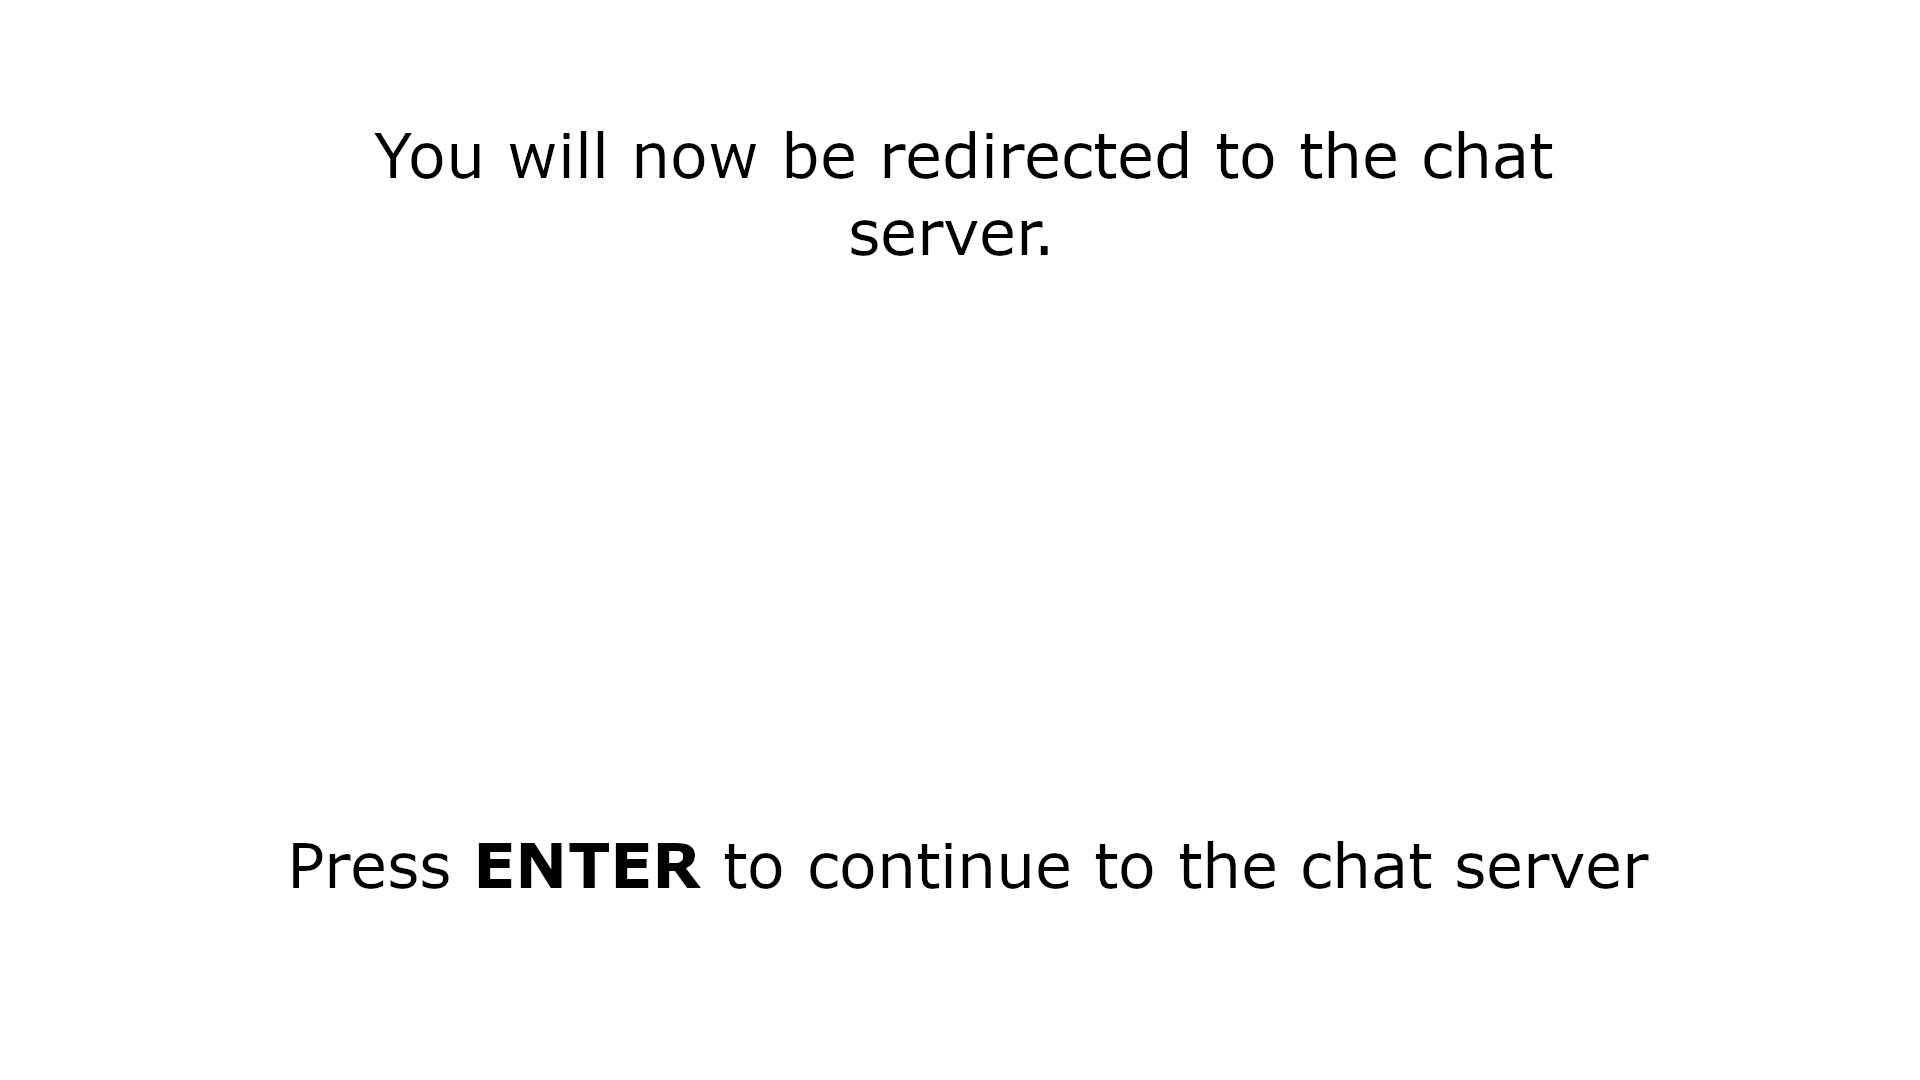 You will now be redirected to the chat
server.
Press ENTER to continue to the chat server